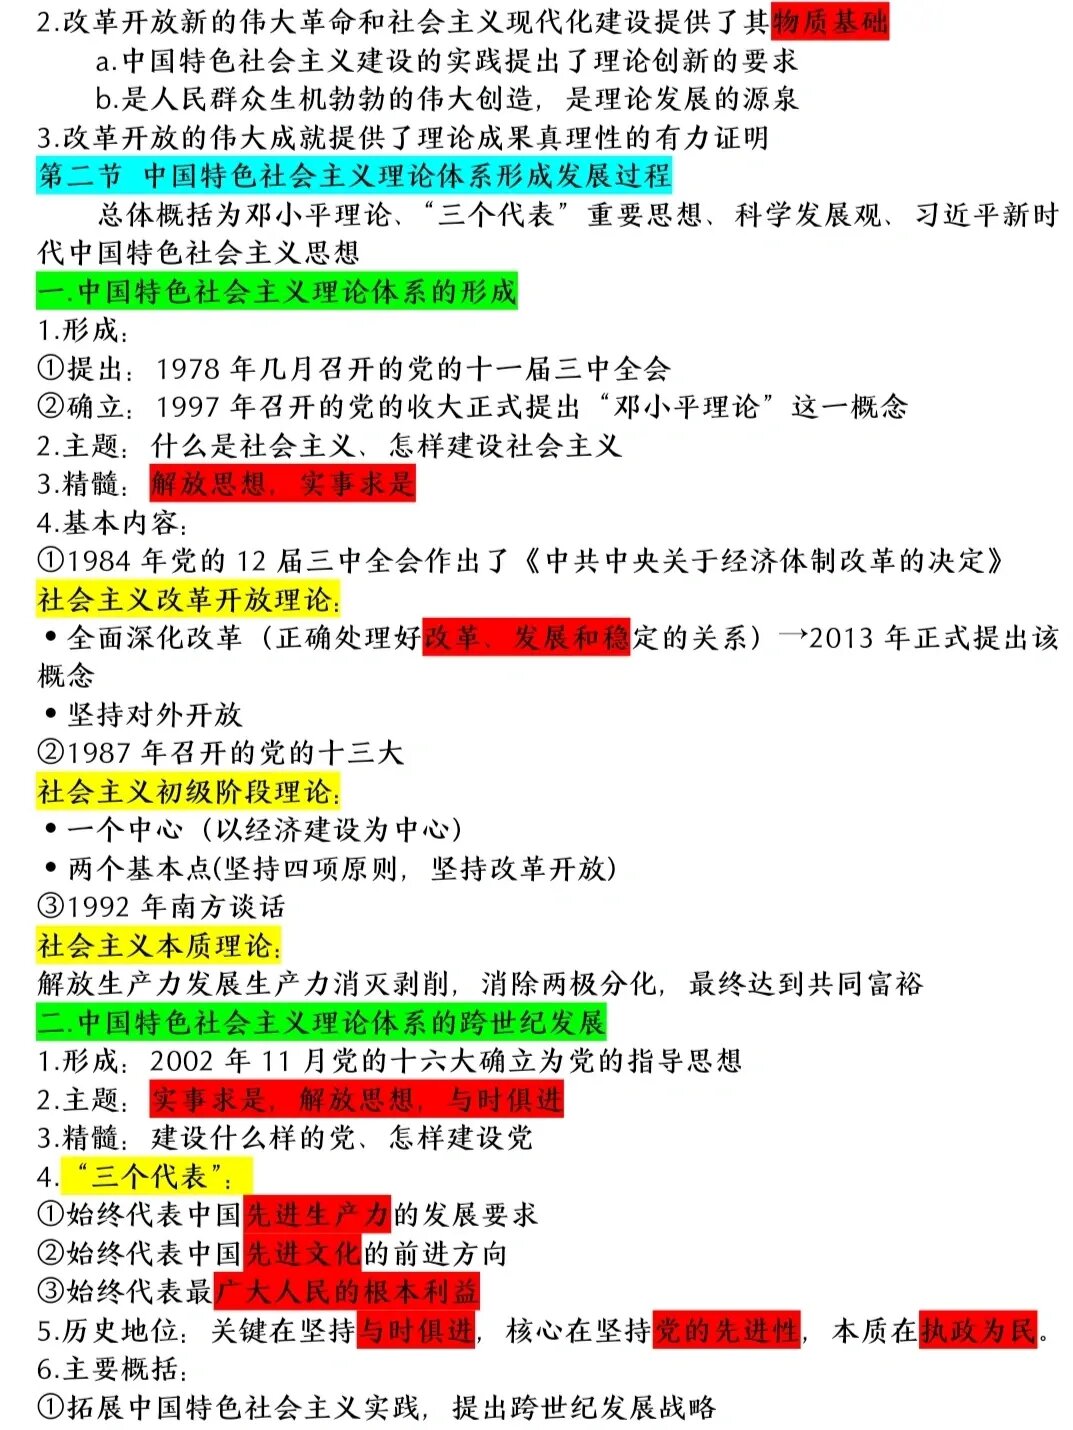 2.改革开放新的伟大革命和社会主义现代化建设提供了其物质基础
a.中国特色社会主义建设的实践提出了理论创新的要求
b.是人民群众生机勃勃的伟大创造，是理论发展的源泉
3.改革开放的伟大成就提供了理论成果真理性的有力证明
第二节 中国特色社会主义理论体系形成发展过程
总体概括为邓小平理论、“三个代表”重要思想、科学发展观、习近平新时
代中国特色社会主义思想
一.中国特色社会主义理论体系的形成
1.形成：
①提出：1978 年几月召开的党的十一届三中全会
②确立：1997 年召开的党的收大正式提出“邓小平理论”这一概念
2.主题：什么是社会主义、怎样建设社会主义
3.精髓：解放思想，实事求是
4.基本内容：
①1984 年党的 12 届三中全会作出了《中共中央关于经济体制改革的决定》
社会主义改革开放理论：
•全面深化改革（正确处理好改革、发展和稳定的关系）→2013 年正式提出该
概念
•坚持对外开放
②1987 年召开的党的十三大
社会主义初级阶段理论：
•一个中心（以经济建设为中心）
•两个基本点(坚持四项原则，坚持改革开放)
③1992 年南方谈话
社会主义本质理论：
解放生产力发展生产力消灭剥削，消除两极分化，最终达到共同富裕
二.中国特色社会主义理论体系的跨世纪发展
1.形成：2002 年 11 月党的十六大确立为党的指导思想
2.主题：实事求是，解放思想，与时俱进
3.精髓：建设什么样的党、怎样建设党
4.“三个代表”：
①始终代表中国先进生产力的发展要求
②始终代表中国先进文化的前进方向
③始终代表最广大人民的根本利益
5.历史地位：关键在坚持与时俱进，核心在坚持党的先进性，本质在执政为民。
6.主要概括：
①拓展中国特色社会主义实践，提出跨世纪发展战略